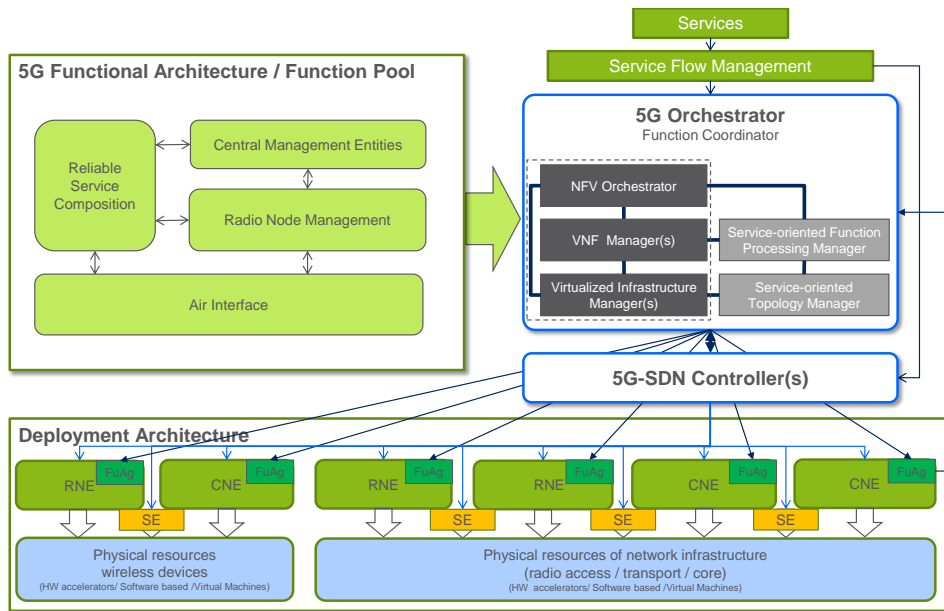 Services
Service Flow Management
5G Functional Architecture / Function Pool
Reliable
Service
Composition
Central Management Entities
Radio Node Management
Air Interface
5G Orchestrator
Function Coordinator
NFV Orchestrator
VNF Manager(s)
Service-oriented Function
Processing Manager
Virtualized Infrastructure
Manager(s)
Service-oriented
Topology Manager
5G-SDN Controller(s)
Deployment Architecture
RNE
FuAg
CNE
FuAg
RNE
FuAg
RNE
FuAg
CNE
FuAg
CNE
FuAg
SE
SE
SE
SE
Physical resources
wireless devices
(HW accelerators/ Software based /Virtual Machines)
Physical resources of network infrastructure
(radio access / transport / core)
(HW accelerators/ Software based /Virtual Machines)